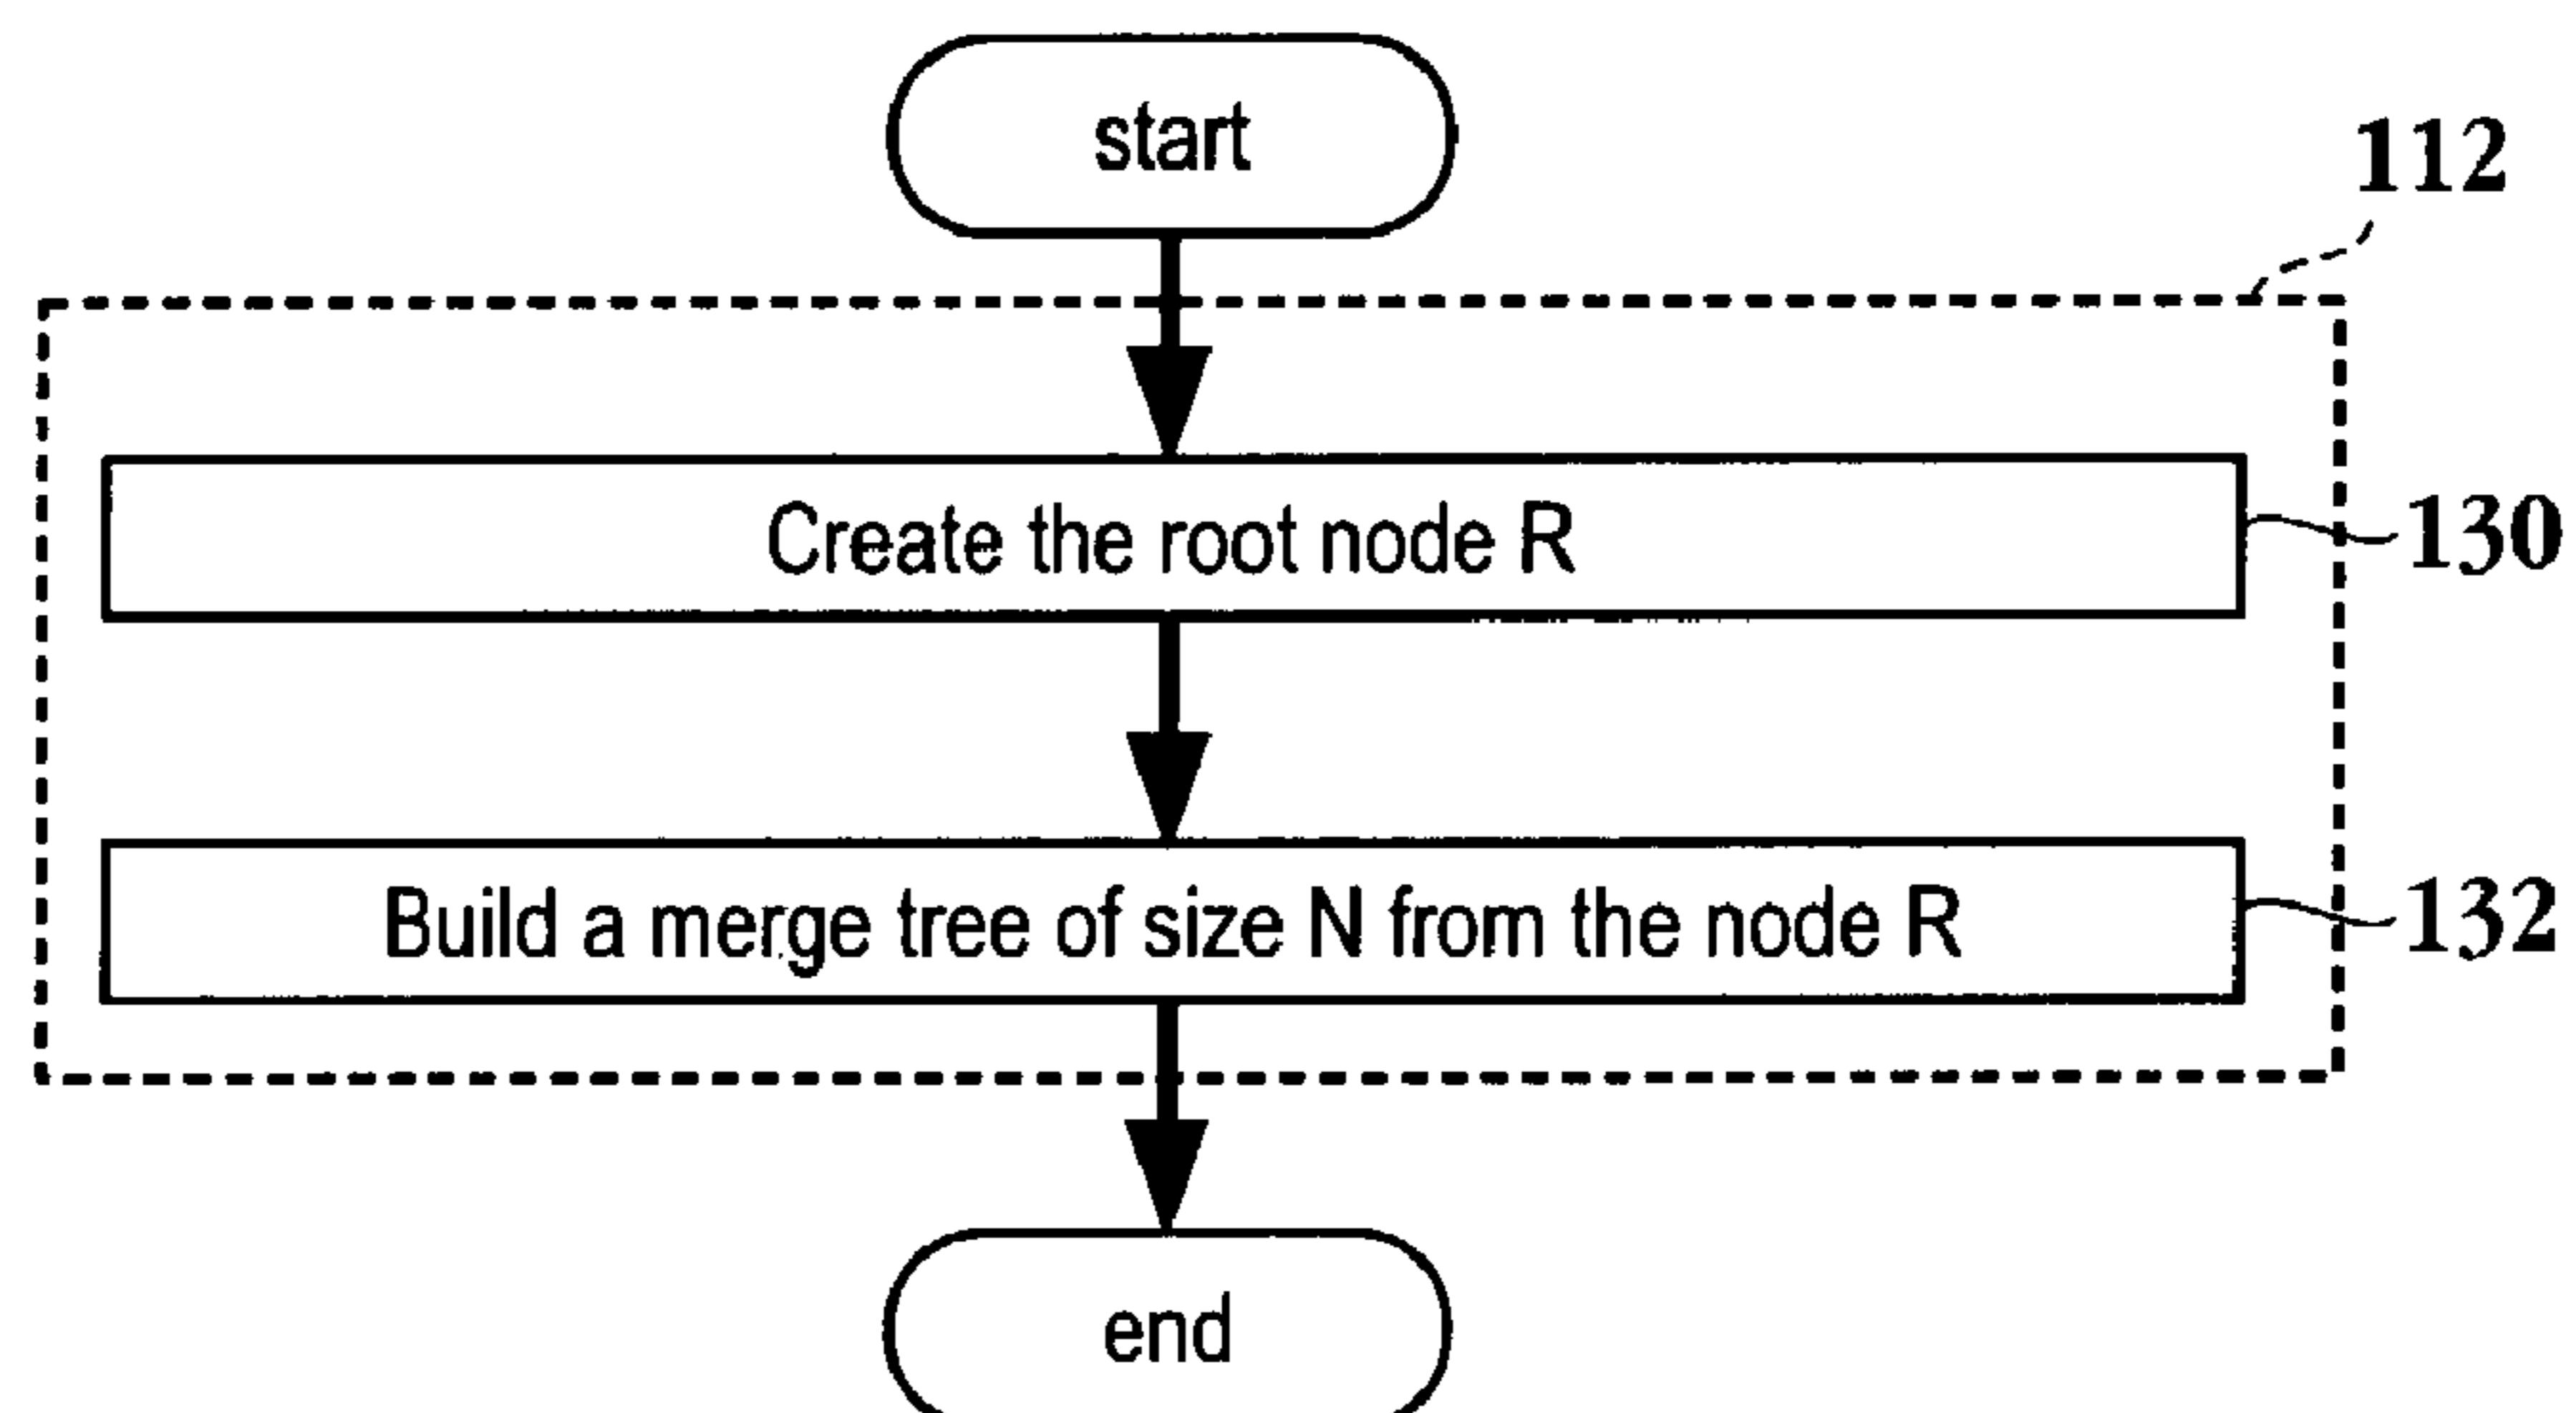 start
112
Create the root node R
130
Build a merge tree of size N from the node R
132
end